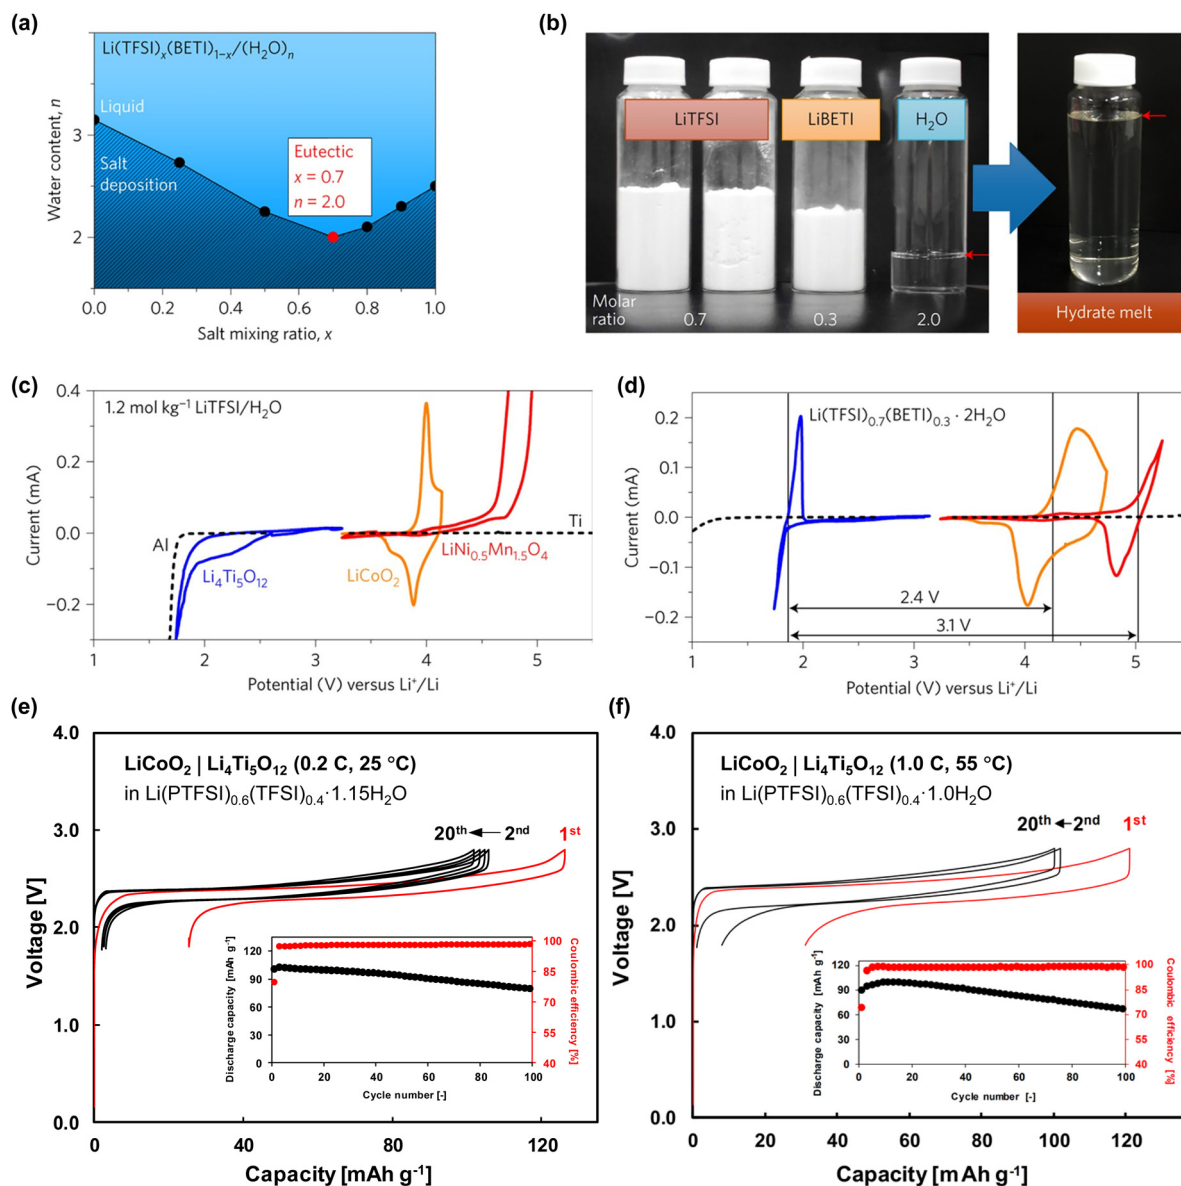 (a)
Li(TFSI)ₓ(BETI)₁₋ₓ/(H₂O)ₙ
Liquid
Salt
deposition
Eutectic
x = 0.7
n = 2.0
3
2
Water content, n
0.0 0.2 0.4 0.6 0.8 1.0
Salt mixing ratio, x
(b)
LiTFSI
LiBETI
H₂O
Molar
ratio
0.7
0.3
2.0
Hydrate melt
(c)
1.2 mol kg⁻¹ LiTFSI/H₂O
0.4
0.2
0.0
−0.2
Current (mA)
Al
Ti
Li₄Ti₅O₁₂
LiCoO₂
LiNi₀.₅Mn₁.₅O₄
1 2 3 4 5
Potential (V) versus Li⁺/Li
(d)
Li(TFSI)₀.₇(BETI)₀.₃ · 2H₂O
0.2
0.1
0.0
−0.1
−0.2
Current (mA)
2.4 V
3.1 V
1 2 3 4 5
Potential (V) versus Li⁺/Li
(e)
4.0
3.0
2.0
1.0
0.0
Voltage [V]
LiCoO₂ | Li₄Ti₅O₁₂ (0.2 C, 25 °C)
in Li(PTFSI)₀.₆(TFSI)₀.₄·1.15H₂O
20ᵗʰ 2ⁿᵈ 1ˢᵗ
120
90
60
30
0
Discharge capacity [mAh g⁻¹]
100
85
70
55
40
Coulombic efficiency [%]
0 20 40 60 80 100
Cycle number [-]
0 40 80 120
Capacity [mAh g⁻¹]
(f)
4.0
3.0
2.0
1.0
0.0
Voltage [V]
LiCoO₂ | Li₄Ti₅O₁₂ (1.0 C, 55 °C)
in Li(PTFSI)₀.₆(TFSI)₀.₄·1.0H₂O
20ᵗʰ 2ⁿᵈ 1ˢᵗ
120
90
60
30
0
Discharge capacity [mAh g⁻¹]
100
85
70
55
40
Coulombic efficiency [%]
0 20 40 60 80 100
Cycle number [-]
0 20 40 60 80 100 120
Capacity [mAh g⁻¹]